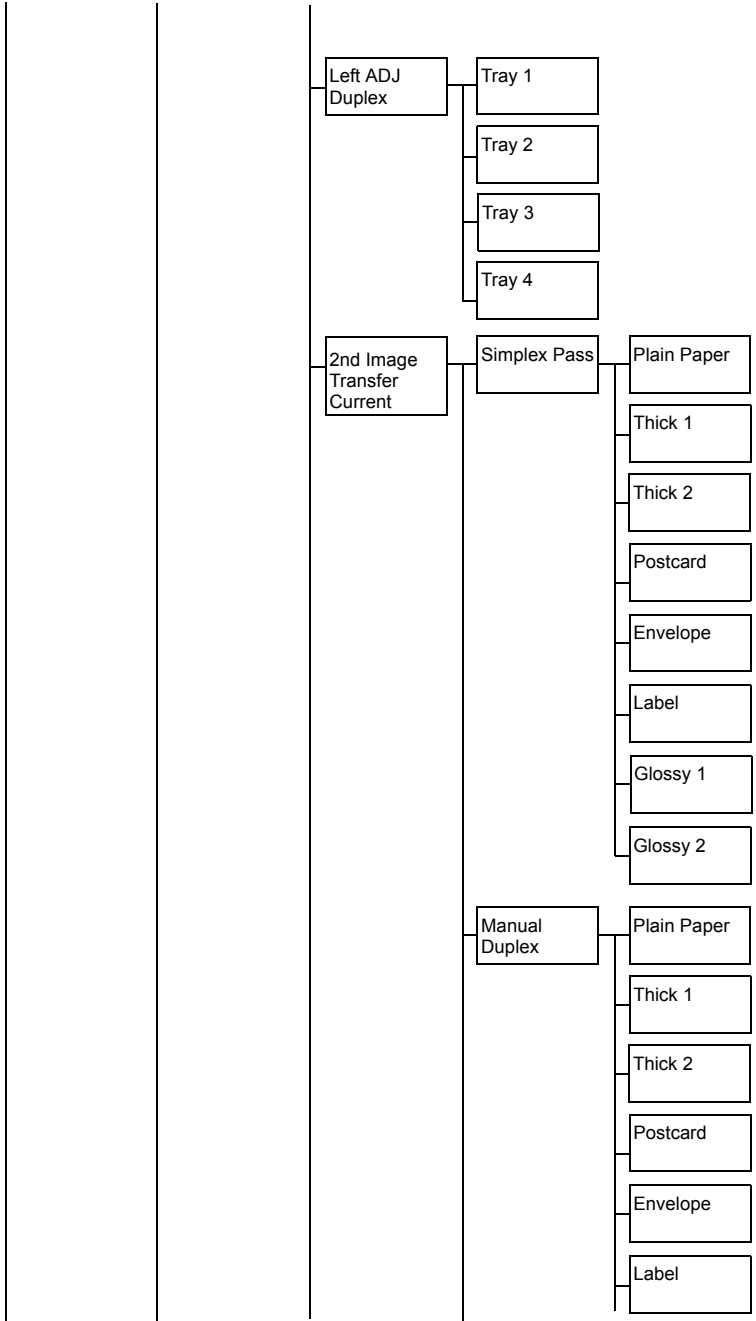 Left ADJ
Duplex
Tray 1
Tray 2
Tray 3
Tray 4
2nd Image
Transfer
Current
Simplex Pass
Plain Paper
Thick 1
Thick 2
Postcard
Envelope
Label
Glossy 1
Glossy 2
Manual
Duplex
Plain Paper
Thick 1
Thick 2
Postcard
Envelope
Label